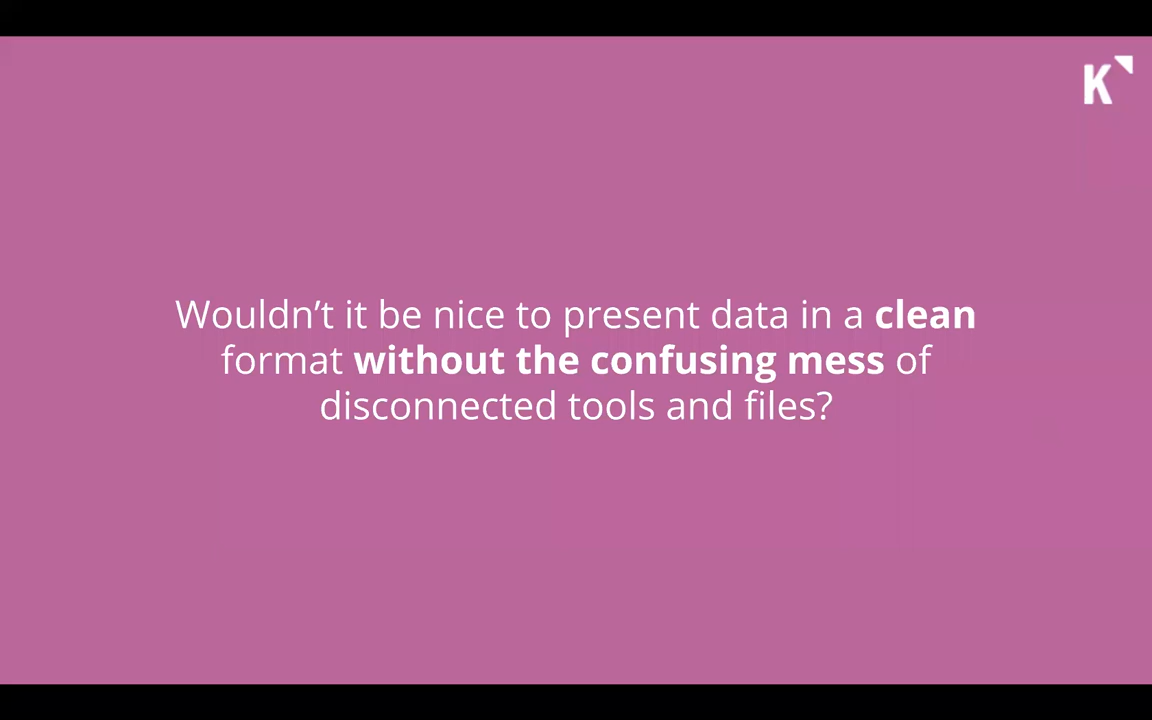 K
Wouldn’t it be nice to present data in a clean
format without the confusing mess of
disconnected tools and files?